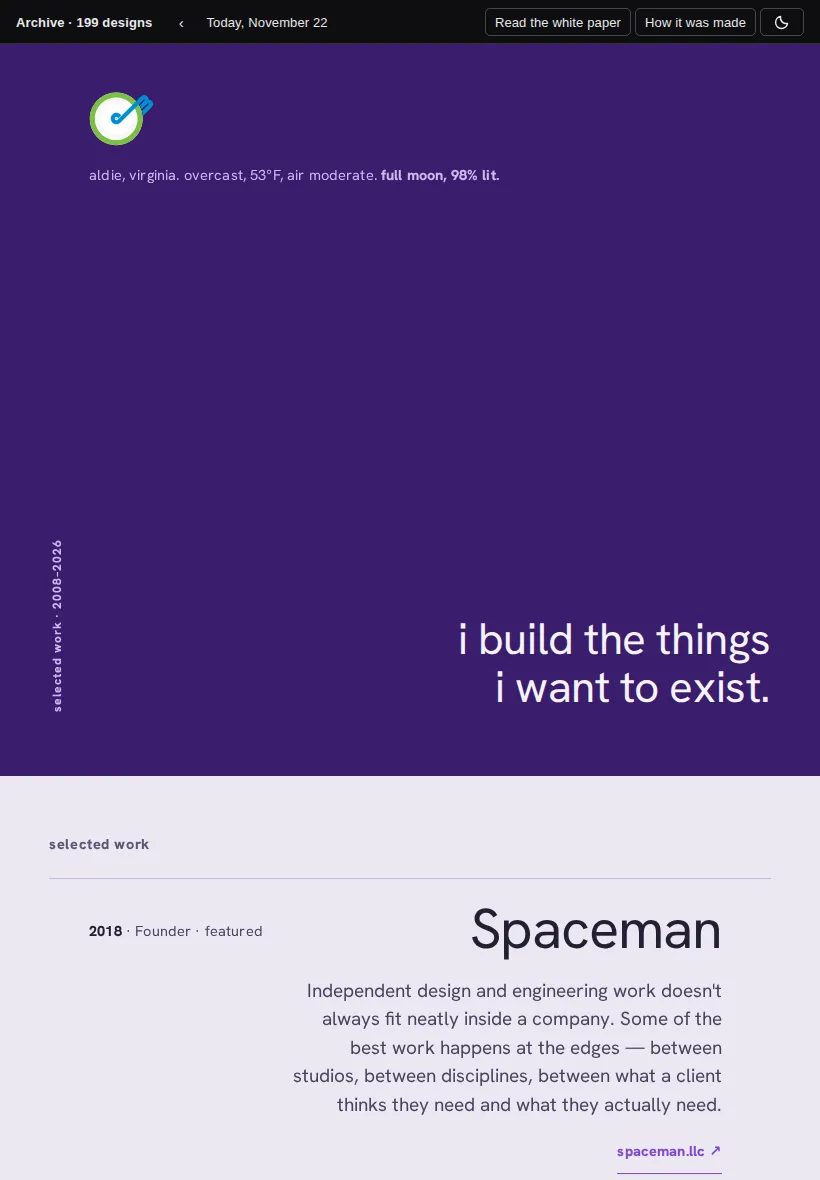 Archive · 199 designs
‹
Today, November 22
Read the white paper
How it was made
aldie, virginia. overcast, 53°F, air moderate. full moon, 98% lit.
selected work · 2008–2026
i build the things
i want to exist.
selected work
2018 · Founder · featured
Spaceman
Independent design and engineering work doesn't
always fit neatly inside a company. Some of the
best work happens at the edges — between
studios, between disciplines, between what a client
thinks they need and what they actually need.
spaceman.llc ↗